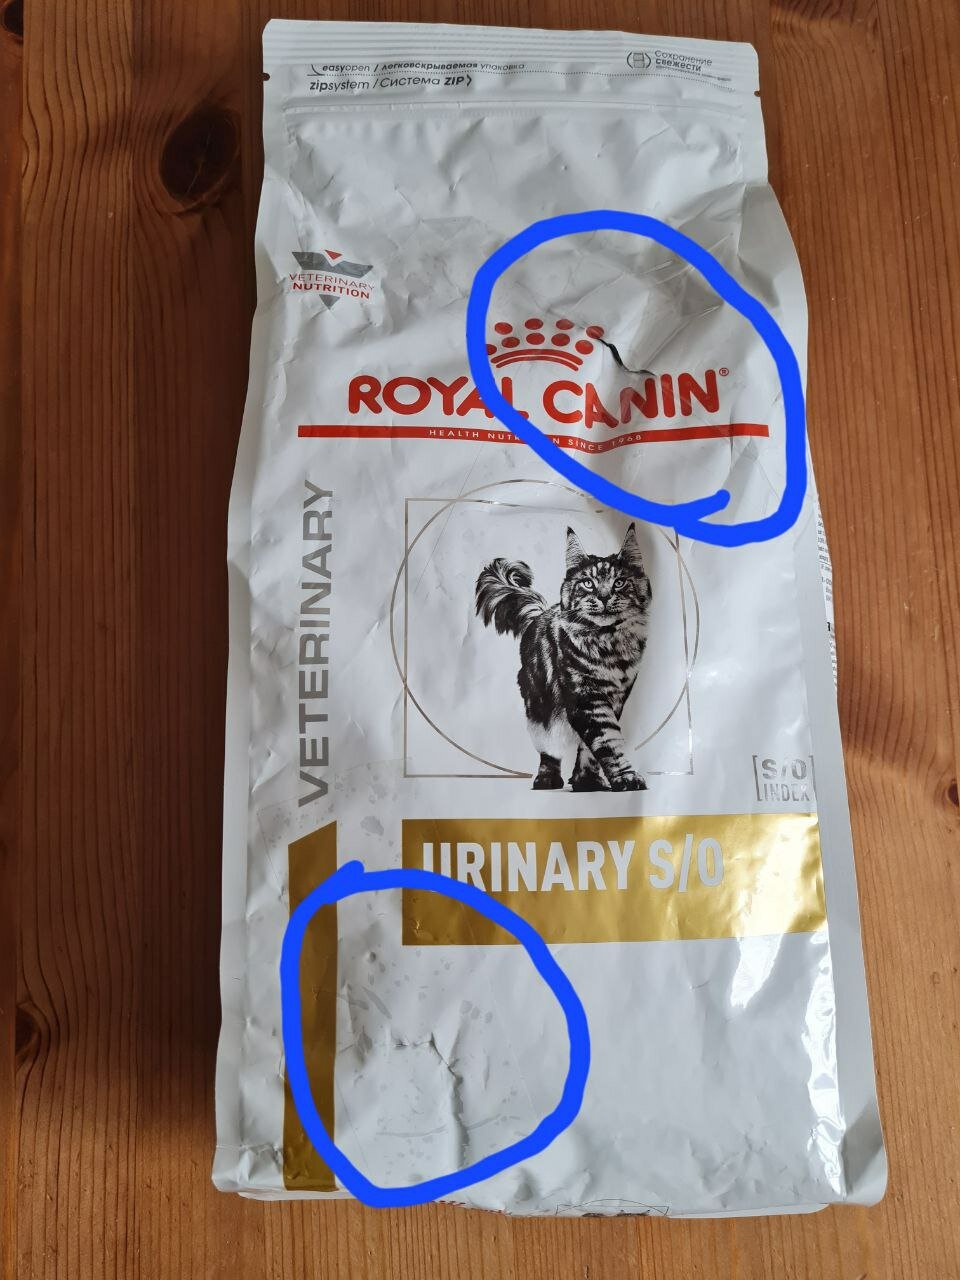 easyopen / легковскрываемая упаковка
zipsystem / Система ZIP
Сохранение
свежести
VETERINARY
NUTRITION
ROYAL CANIN®
HEALTH NUTRITION SINCE 1968
VETERINARY
S/O
INDEX
URINARY S/O